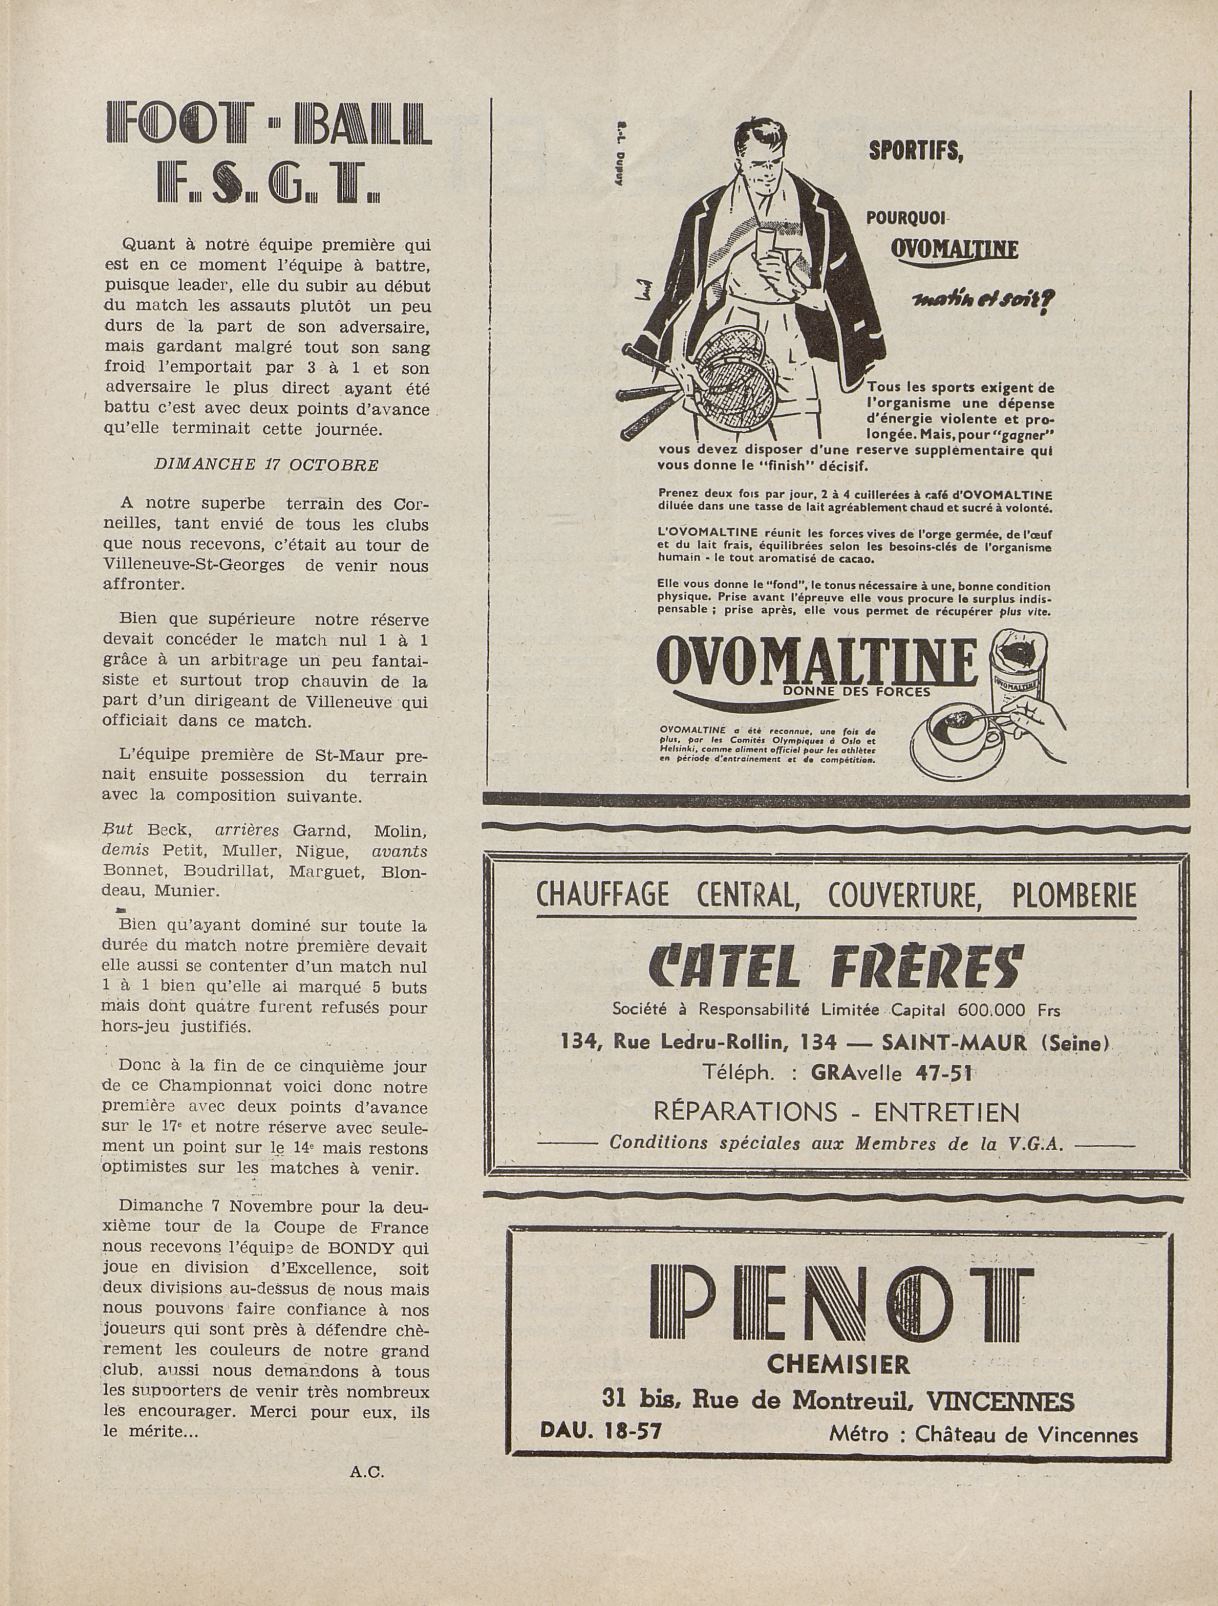 FOOT-BALL
F.S.G.T.
Quant à notre équipe première qui
est en ce moment l'équipe à battre,
puisque leader, elle du subir au début
du match les assauts plutôt un peu
durs de la part de son adversaire,
mais gardant malgré tout son sang
froid l'emportait par 3 à 1 et son
adversaire le plus direct ayant été
battu c'est avec deux points d'avance
qu'elle terminait cette journée.
DIMANCHE 17 OCTOBRE
A notre superbe terrain des Cor-
neilles, tant envié de tous les clubs
que nous recevons, c'était au tour de
Villeneuve-St-Georges de venir nous
affronter.
Bien que supérieure notre réserve
devait concéder le match nul 1 à 1
grâce à un arbitrage un peu fantai-
siste et surtout trop chauvin de la
part d'un dirigeant de Villeneuve qui
officiait dans ce match.
L'équipe première de St-Maur pre-
nait ensuite possession du terrain
avec la composition suivante.
But Beck, arrières Garnd, Molin,
demis Petit, Muller, Nigue, avants
Bonnet, Boudrillat, Marguet, Blon-
deau, Munier.
Bien qu'ayant dominé sur toute la
durée du match notre première devait
elle aussi se contenter d'un match nul
1 à 1 bien qu'elle ai marqué 5 buts
mais dont quatre furent refusés pour
hors-jeu justifiés.
Donc à la fin de ce cinquième jour
de ce Championnat voici donc notre
première avec deux points d'avance
sur le 17e et notre réserve avec seule-
ment un point sur le 14e mais restons
optimistes sur les matches à venir.
Dimanche 7 Novembre pour la deu-
xième tour de la Coupe de France
nous recevons l'équipe de BONDY qui
joue en division d'Excellence, soit
deux divisions au-dessus de nous mais
nous pouvons faire confiance à nos
joueurs qui sont près à défendre chè-
rement les couleurs de notre grand
club, aussi nous demandons à tous
les supporters de venir très nombreux
les encourager. Merci pour eux, ils
le mérite...
A.C.
R.-L. Dupuy
SPORTIFS,
POURQUOI
OVOMALTINE
matin et soir?
Tous les sports exigent de
l'organisme une dépense
d'énergie violente et pro-
longée. Mais, pour "gagner"
vous devez disposer d'une reserve supplémentaire qui
vous donne le "finish" décisif.
Prenez deux fois par jour, 2 à 4 cuillerées à café d'OVOMALTINE
diluée dans une tasse de lait agréablement chaud et sucré à volonté.
L'OVOMALTINE réunit les forces vives de l'orge germée, de l'œuf
et du lait frais, équilibrées selon les besoins-clés de l'organisme
humain - le tout aromatisé de cacao.
Elle vous donne le "fond", le tonus nécessaire à une, bonne condition
physique. Prise avant l'épreuve elle vous procure le surplus indis-
pensable ; prise après, elle vous permet de récupérer plus vite.
OVOMALTINE
DONNE DES FORCES
OVOMALTINE
OVOMALTINE a été reconnue, une fois de
plus, par les Comités Olympiques d Oslo et
Helsinki, comme aliment officiel pour les athlètes
en période d'entrainement et de compétition.
CHAUFFAGE CENTRAL, COUVERTURE, PLOMBERIE
CATEL FRÈRES
Société à Responsabilité Limitée Capital 600.000 Frs
134, Rue Ledru-Rollin, 134 — SAINT-MAUR (Seine)
Téléph. : GRAvelle 47-51
RÉPARATIONS - ENTRETIEN
Conditions spéciales aux Membres de la V.G.A.
PENOT
CHEMISIER
31 bis, Rue de Montreuil, VINCENNES
DAU. 18-57 Métro : Château de Vincennes